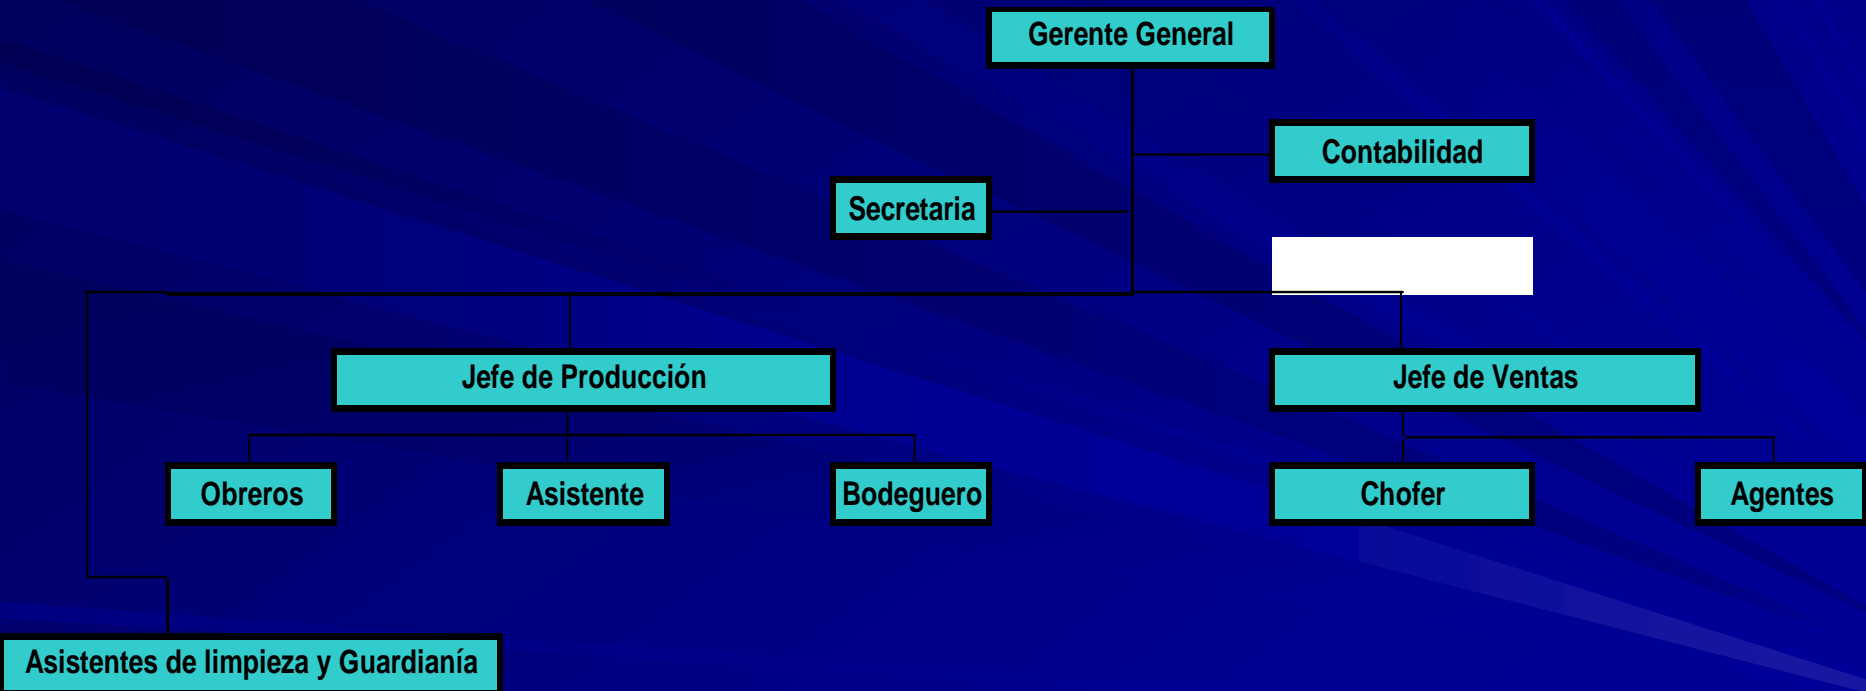 Gerente General
Contabilidad
Secretaria
Jefe de Producción
Jefe de Ventas
Obreros
Asistente
Bodeguero
Chofer
Agentes
Asistentes de limpieza y Guardianía